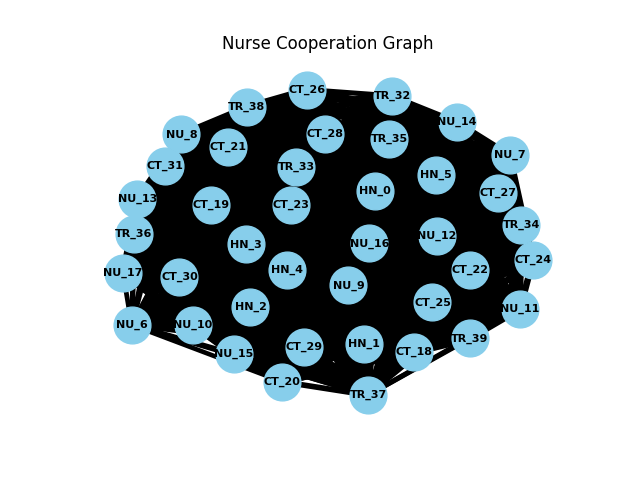 Nurse Cooperation Graph
CT_26
TR_32
TR_38
NU_14
NU_8
CT_28
TR_35
CT_21
NU_7
CT_31
TR_33
HN_5
HN_0
CT_27
NU_13
CT_19
CT_23
TR_34
TR_36
NU_12
HN_3
NU_16
CT_24
HN_4
CT_22
NU_17
CT_30
NU_9
CT_25
HN_2
NU_11
NU_6
NU_10
TR_39
HN_1
CT_29
CT_18
NU_15
CT_20
TR_37